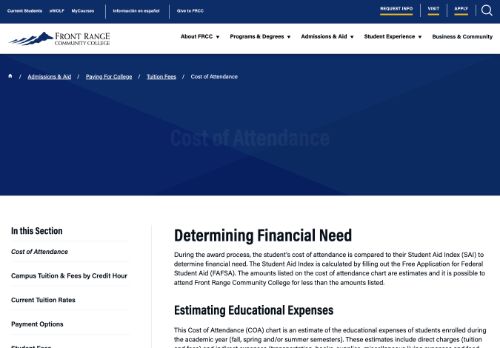 Current Students eWOLF MyCourses Información en español Give to FRCC REQUEST INFO VISIT APPLY
FRONT RANGE
COMMUNITY COLLEGE
About FRCC Programs & Degrees Admissions & Aid Student Experience Business & Community
/ Admissions & Aid / Paying For College / Tuition Fees / Cost of Attendance
Cost of Attendance
In this Section
Cost of Attendance
Campus Tuition & Fees by Credit Hour
Current Tuition Rates
Payment Options
Student Fees
Determining Financial Need
During the award process, the student's cost of attendance is compared to their Student Aid Index (SAI) to
determine financial need. The Student Aid Index is calculated by filling out the Free Application for Federal
Student Aid (FAFSA). The amounts listed on the cost of attendance chart are estimates and it is possible to
attend Front Range Community College for less than the amounts listed.
Estimating Educational Expenses
This Cost of Attendance (COA) chart is an estimate of the educational expenses of students enrolled during
the academic year (fall, spring and/or summer semesters). These estimates include direct charges (tuition